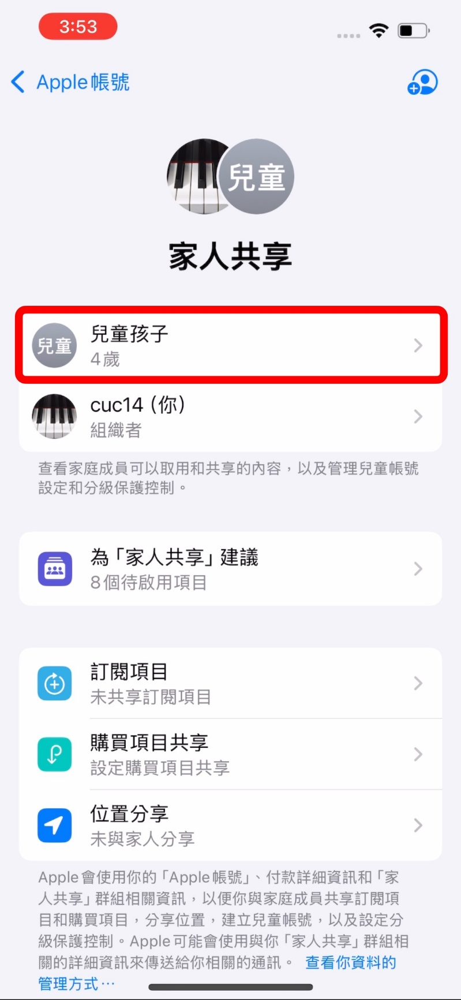 3:53
Apple帳號
兒童
家人共享
兒童
兒童孩子
4歲
cuc14（你）
組織者
查看家庭成員可以取用和共享的內容，以及管理兒童帳號
設定和分級保護控制。
為「家人共享」建議
8個待啟用項目
訂閱項目
未共享訂閱項目
購買項目共享
設定購買項目共享
位置分享
未與家人分享
Apple會使用你的「Apple帳號」、付款詳細資訊和「家
人共享」群組相關資訊，以便你與家庭成員共享訂閱項
目和購買項目，分享位置，建立兒童帳號，以及設定分
級保護控制。Apple可能會使用與你「家人共享」群組相
關的詳細資訊來傳送給你相關的通訊。 查看你資料的
管理方式⋯